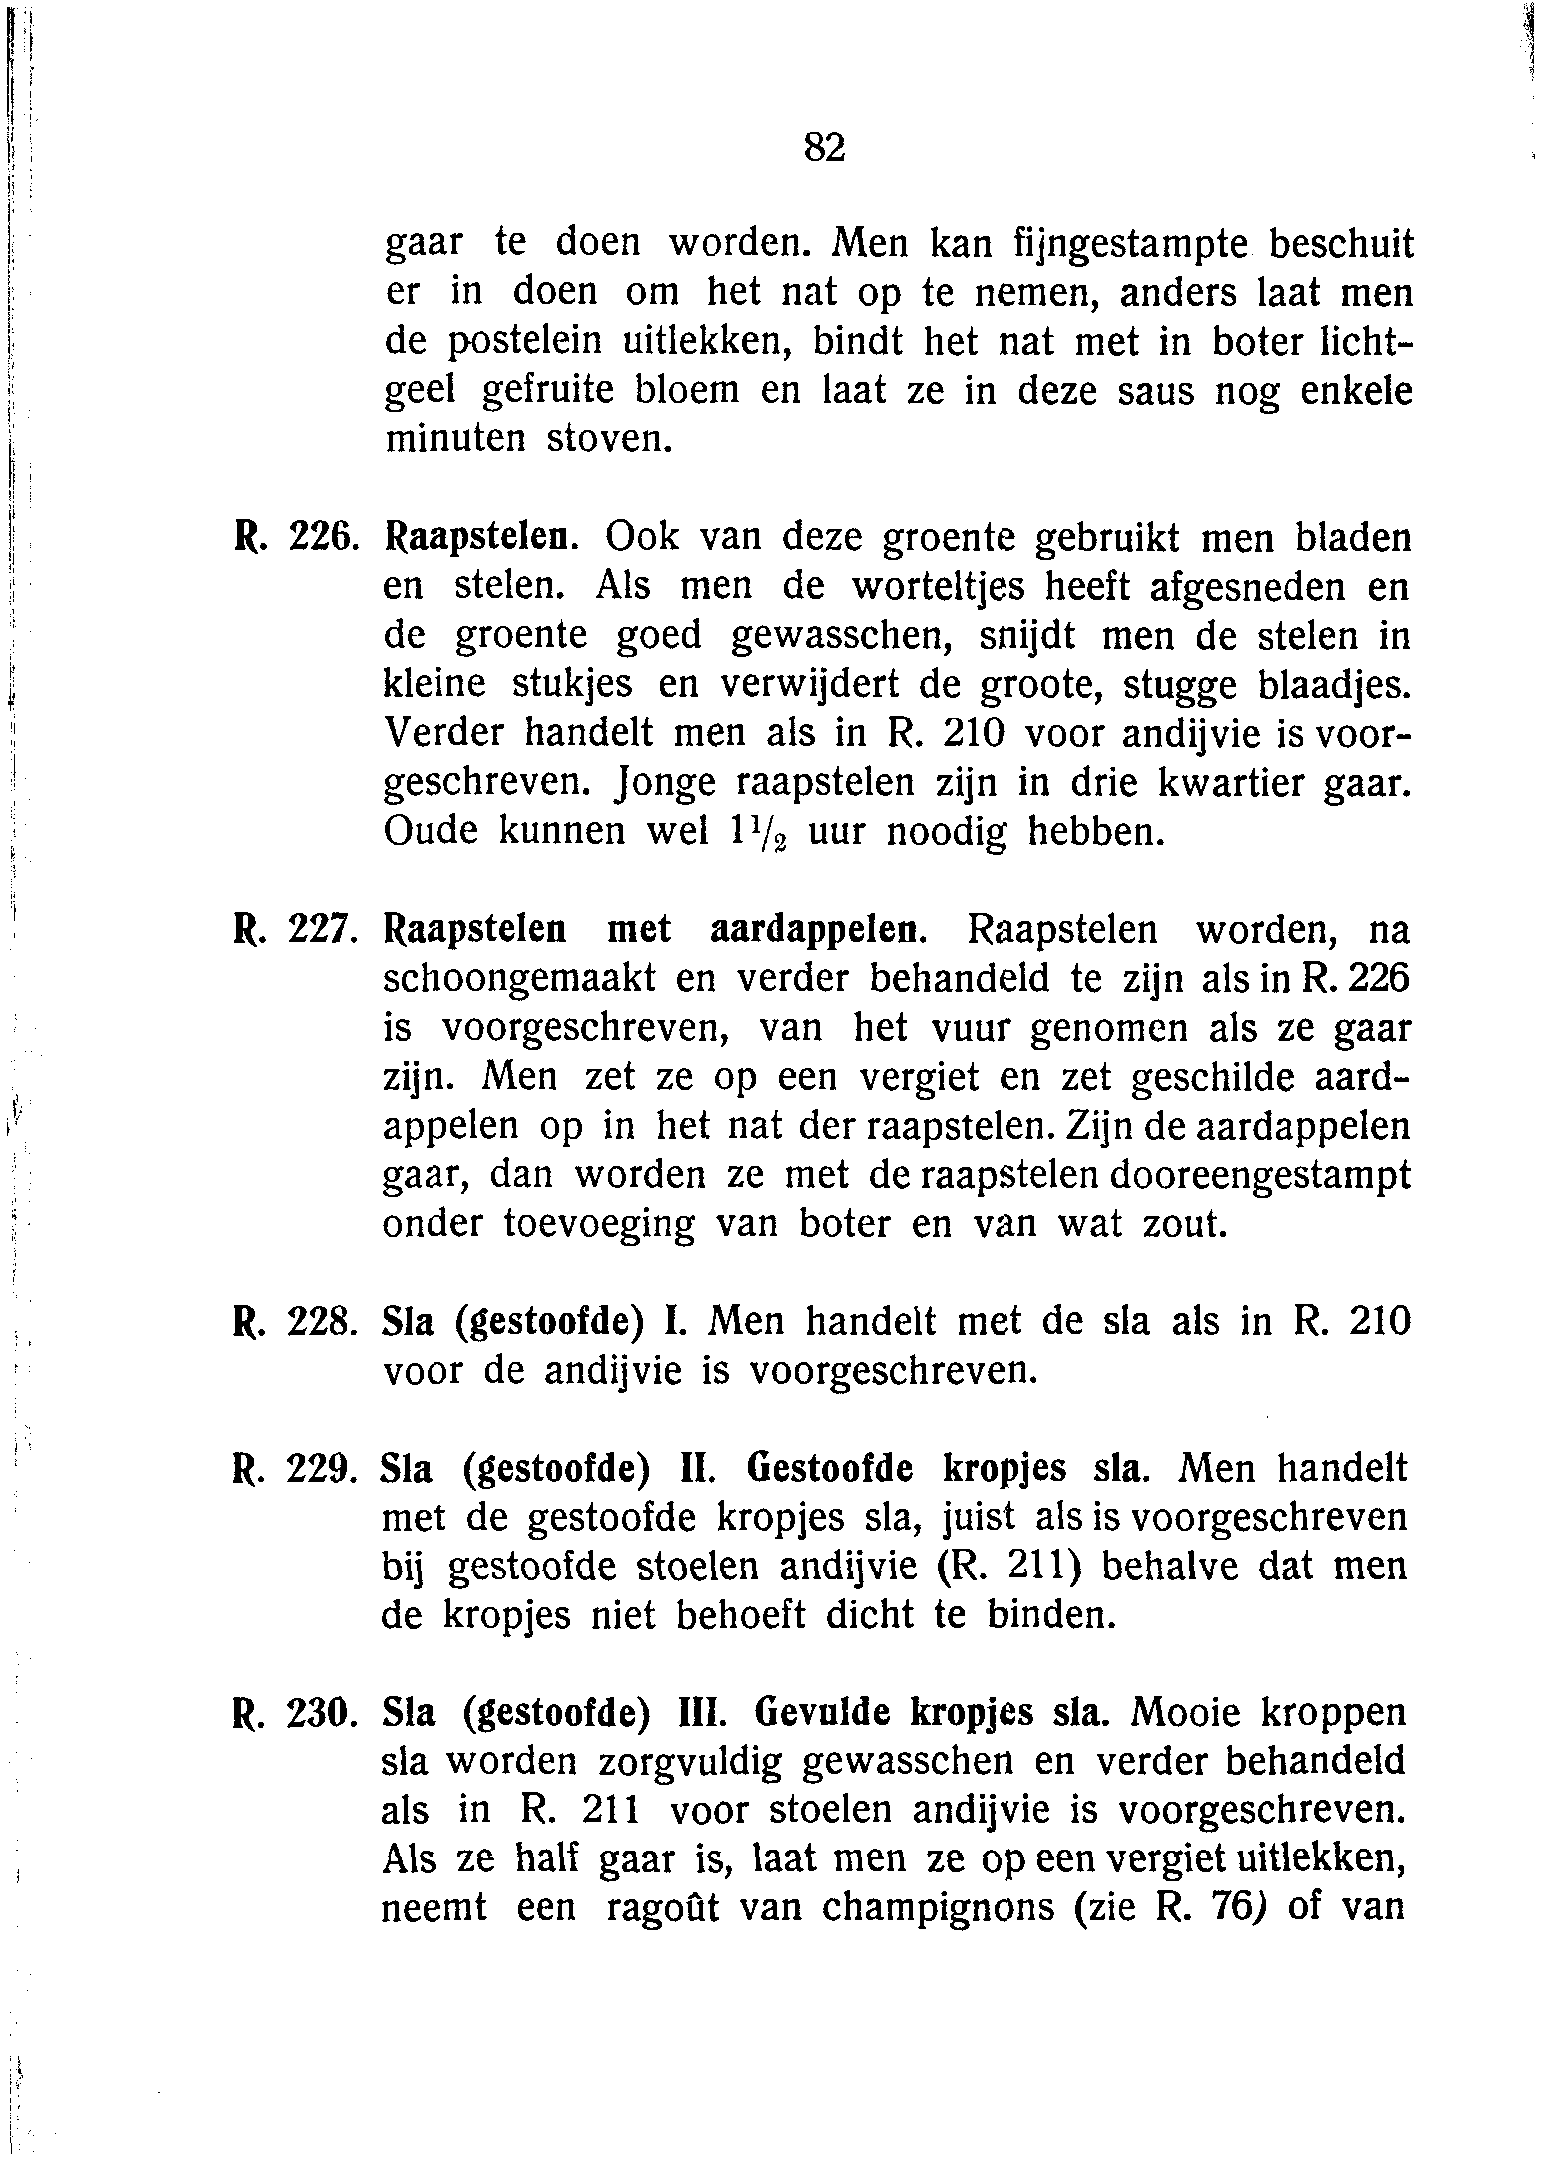 82
gaar te doen worden. Men kan fijngestampte beschuit
er in doen om het nat op te nemen, anders laat men
de postelein uitlekken, bindt het nat met in boter licht-
geel gefruite bloem en laat ze in deze saus nog enkele
minuten stoven.
R. 226. Raapstelen. Ook van deze groente gebruikt men bladen
en stelen. Als men de worteltjes heeft afgesneden en
de groente goed gewasschen, snijdt men de stelen in
kleine stukjes en verwijdert de groote, stugge blaadjes.
Verder handelt men als in R. 210 voor andijvie is voor-
geschreven. Jonge raapstelen zijn in drie kwartier gaar.
Oude kunnen wel 1¹/₂ uur noodig hebben.
R. 227. Raapstelen met aardappelen. Raapstelen worden, na
schoongemaakt en verder behandeld te zijn als in R. 226
is voorgeschreven, van het vuur genomen als ze gaar
zijn. Men zet ze op een vergiet en zet geschilde aard-
appelen op in het nat der raapstelen. Zijn de aardappelen
gaar, dan worden ze met de raapstelen dooreengestampt
onder toevoeging van boter en van wat zout.
R. 228. Sla (gestoofde) I. Men handelt met de sla als in R. 210
voor de andijvie is voorgeschreven.
R. 229. Sla (gestoofde) II. Gestoofde kropjes sla. Men handelt
met de gestoofde kropjes sla, juist als is voorgeschreven
bij gestoofde stoelen andijvie (R. 211) behalve dat men
de kropjes niet behoeft dicht te binden.
R. 230. Sla (gestoofde) III. Gevulde kropjes sla. Mooie kroppen
sla worden zorgvuldig gewasschen en verder behandeld
als in R. 211 voor stoelen andijvie is voorgeschreven.
Als ze half gaar is, laat men ze op een vergiet uitlekken,
neemt een ragoût van champignons (zie R. 76) of van